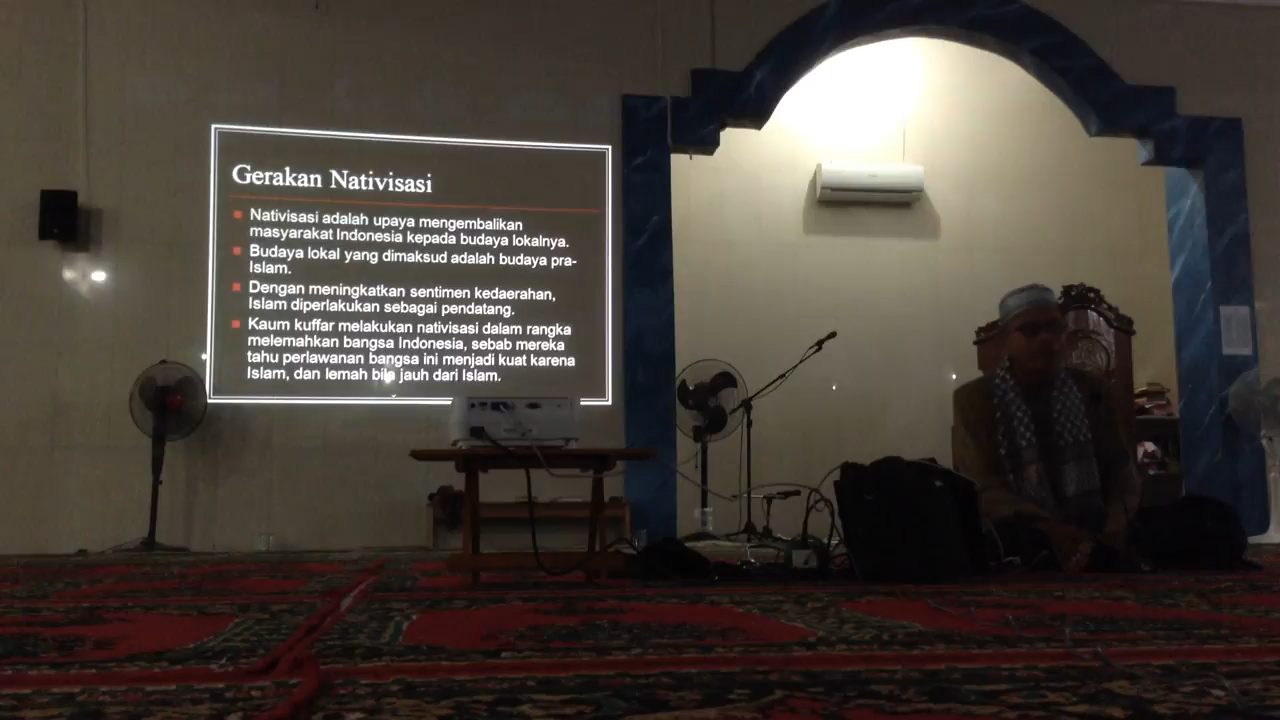 Gerakan Nativisasi
Nativisasi adalah upaya mengembalikan
masyarakat Indonesia kepada budaya lokalnya.
Budaya lokal yang dimaksud adalah budaya pra-
Islam.
Dengan meningkatkan sentimen kedaerahan,
Islam diperlakukan sebagai pendatang.
Kaum kuffar melakukan nativisasi dalam rangka
melemahkan bangsa Indonesia, sebab mereka
tahu perlawanan bangsa ini menjadi kuat karena
Islam, dan lemah bila jauh dari Islam.